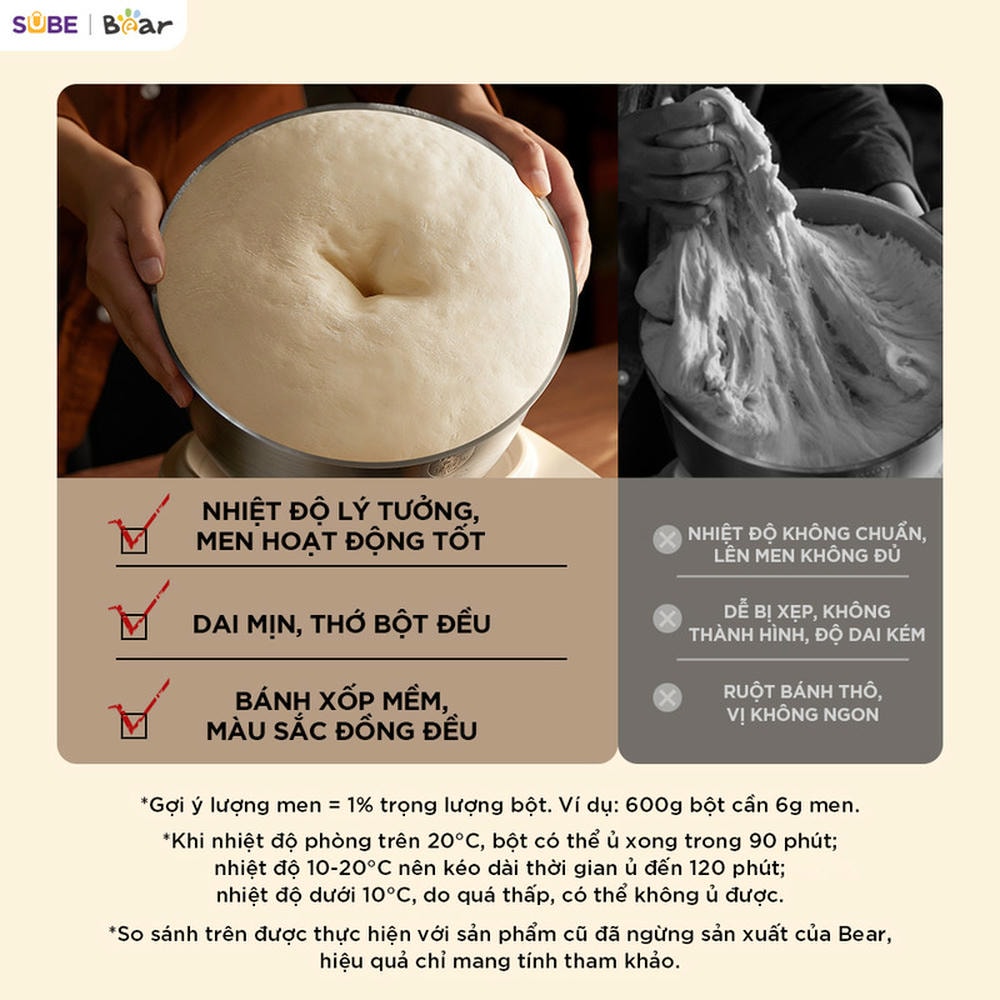 SUBE | Bear
NHIỆT ĐỘ LÝ TƯỞNG,
MEN HOẠT ĐỘNG TỐT
DAI MỊN, THỚ BỘT ĐỀU
BÁNH XỐP MỀM,
MÀU SẮC ĐỒNG ĐỀU
NHIỆT ĐỘ KHÔNG CHUẨN,
LÊN MEN KHÔNG ĐỦ
DỄ BỊ XẸP, KHÔNG
THÀNH HÌNH, ĐỘ DAI KÉM
RUỘT BÁNH THÔ,
VỊ KHÔNG NGON
*Gợi ý lượng men = 1% trọng lượng bột. Ví dụ: 600g bột cần 6g men.
*Khi nhiệt độ phòng trên 20°C, bột có thể ủ xong trong 90 phút;
nhiệt độ 10-20°C nên kéo dài thời gian ủ đến 120 phút;
nhiệt độ dưới 10°C, do quá thấp, có thể không ủ được.
*So sánh trên được thực hiện với sản phẩm cũ đã ngừng sản xuất của Bear,
hiệu quả chỉ mang tính tham khảo.